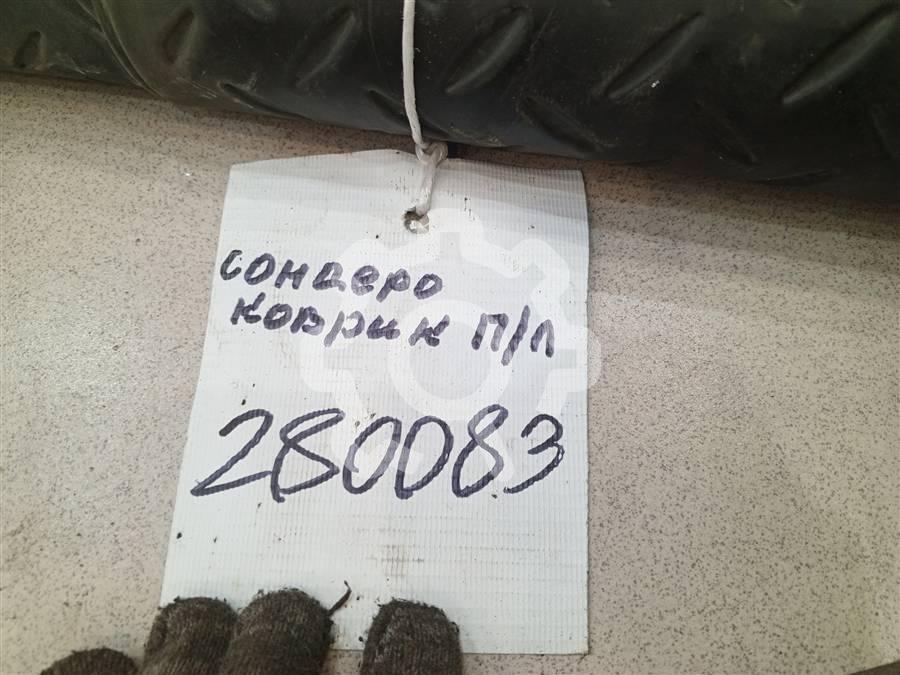 сондеро
коврик п/л
280083